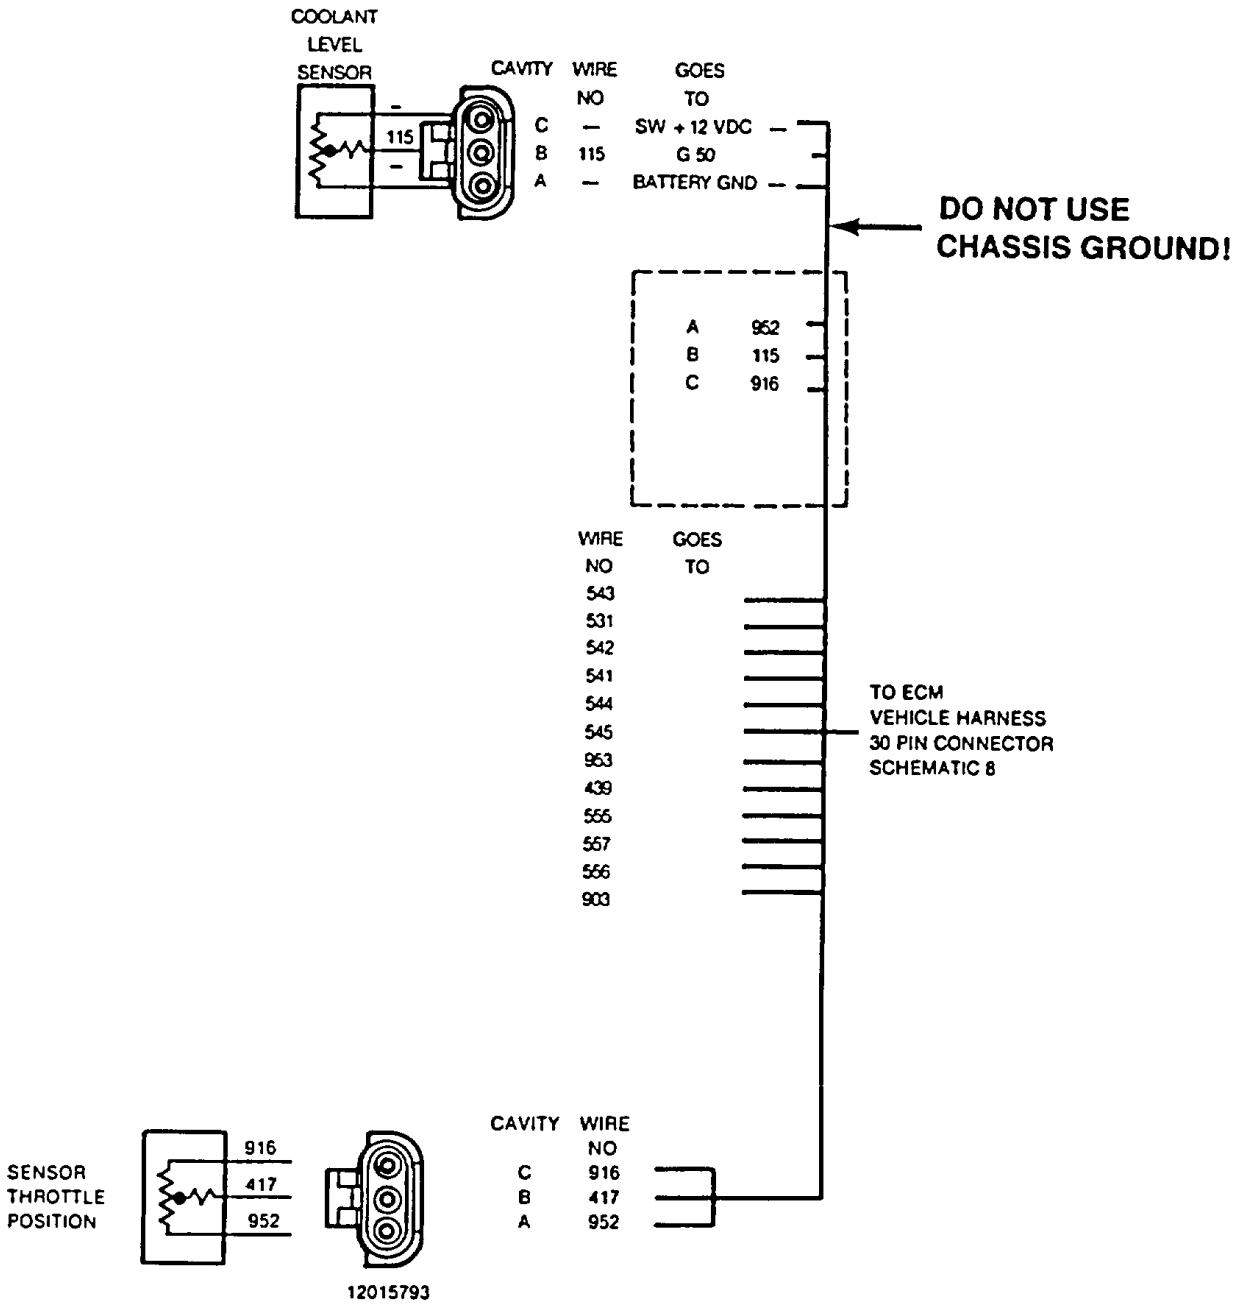 COOLANT
LEVEL
SENSOR
CAVITY WIRE GOES
NO TO
C — SW + 12 VDC —
B 115 G 50
A — BATTERY GND —
–
115
–
DO NOT USE
CHASSIS GROUND!
A 952
B 115
C 916
WIRE GOES
NO TO
543
531
542
541
544
545
953
439
555
557
556
903
TO ECM
VEHICLE HARNESS
30 PIN CONNECTOR
SCHEMATIC 8
SENSOR
THROTTLE
POSITION
916
417
952
12015793
CAVITY WIRE
NO
C 916
B 417
A 952